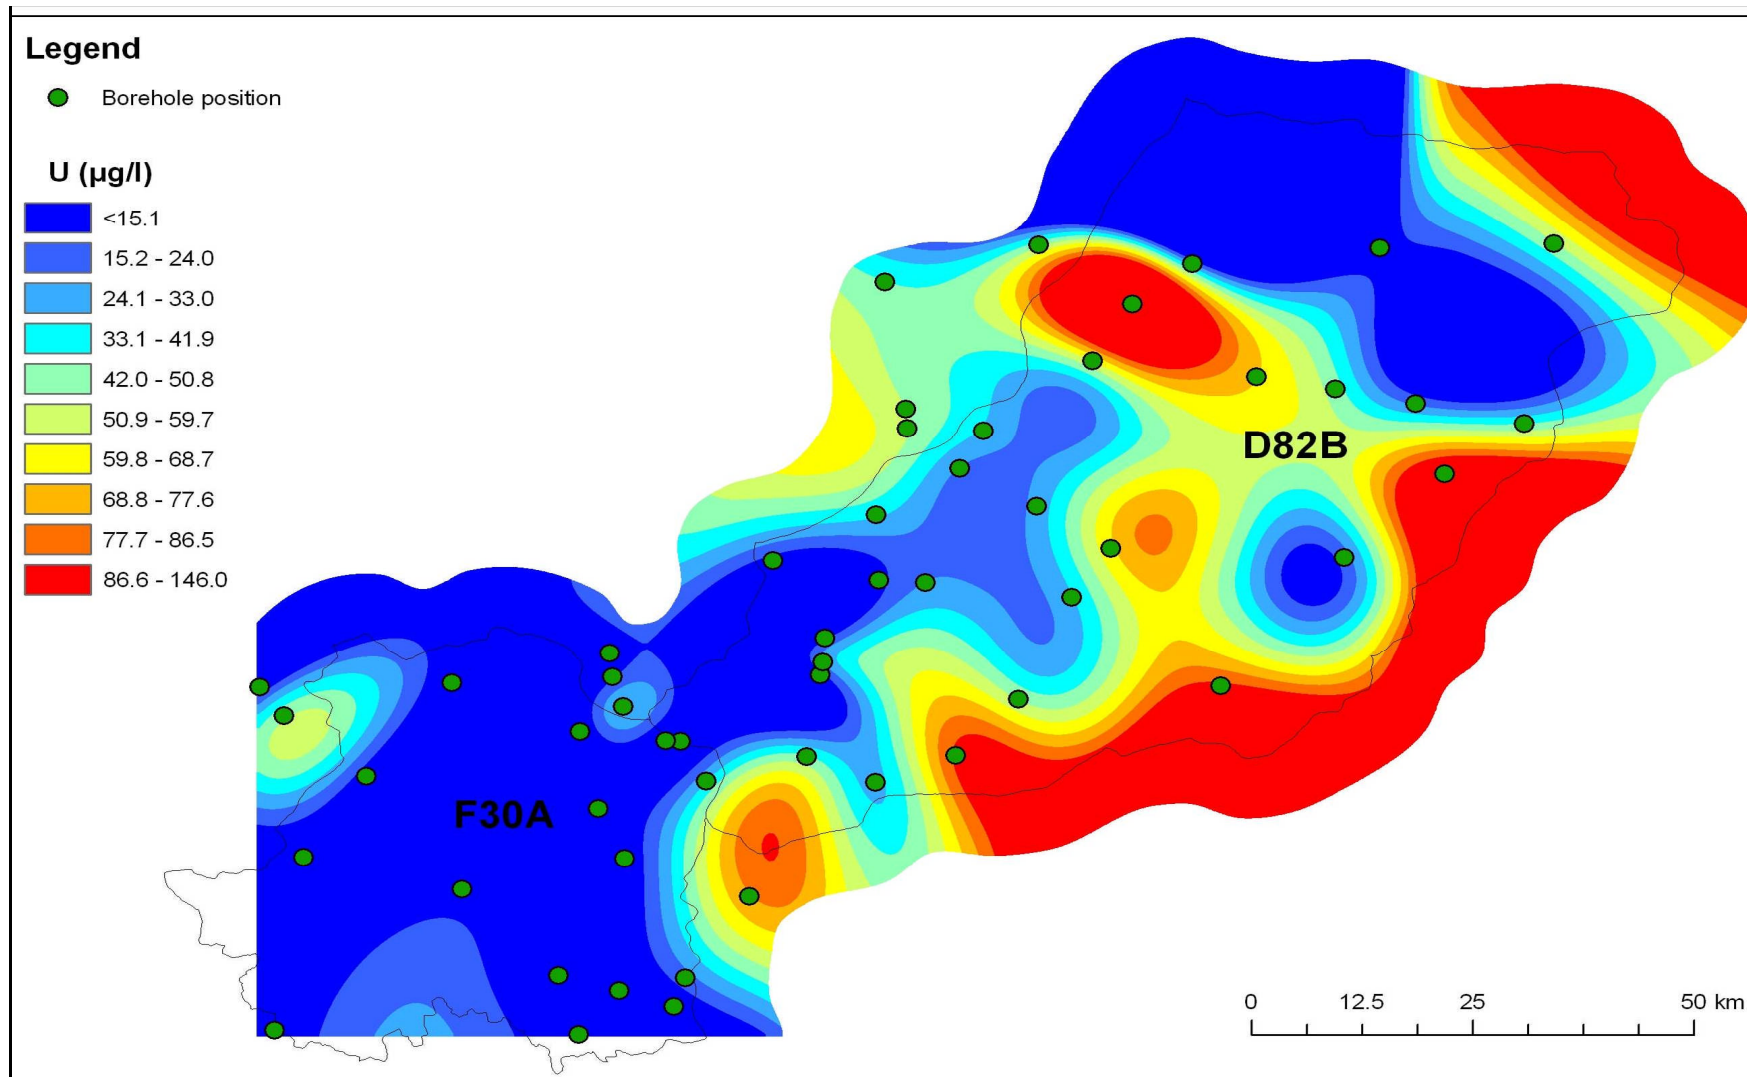 Legend
Borehole position
U (µg/l)
<15.1
15.2 - 24.0
24.1 - 33.0
33.1 - 41.9
42.0 - 50.8
50.9 - 59.7
59.8 - 68.7
68.8 - 77.6
77.7 - 86.5
86.6 - 146.0
D82B
F30A
0 12.5 25 50 km